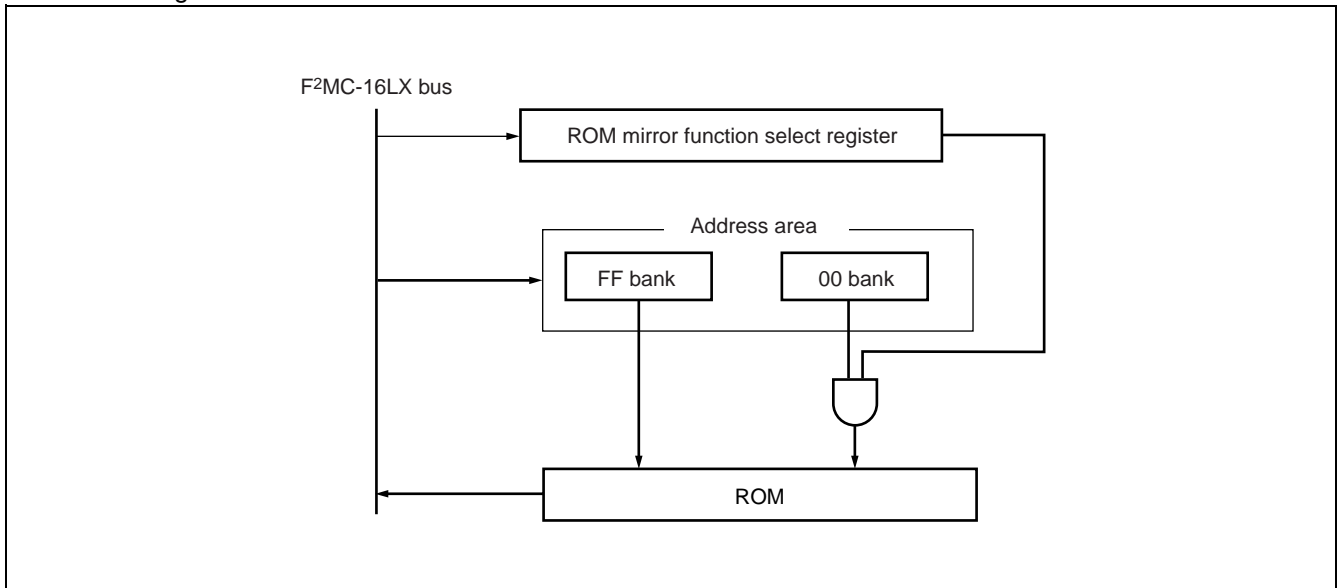 F²MC-16LX bus
ROM mirror function select register
Address area
FF bank
00 bank
ROM